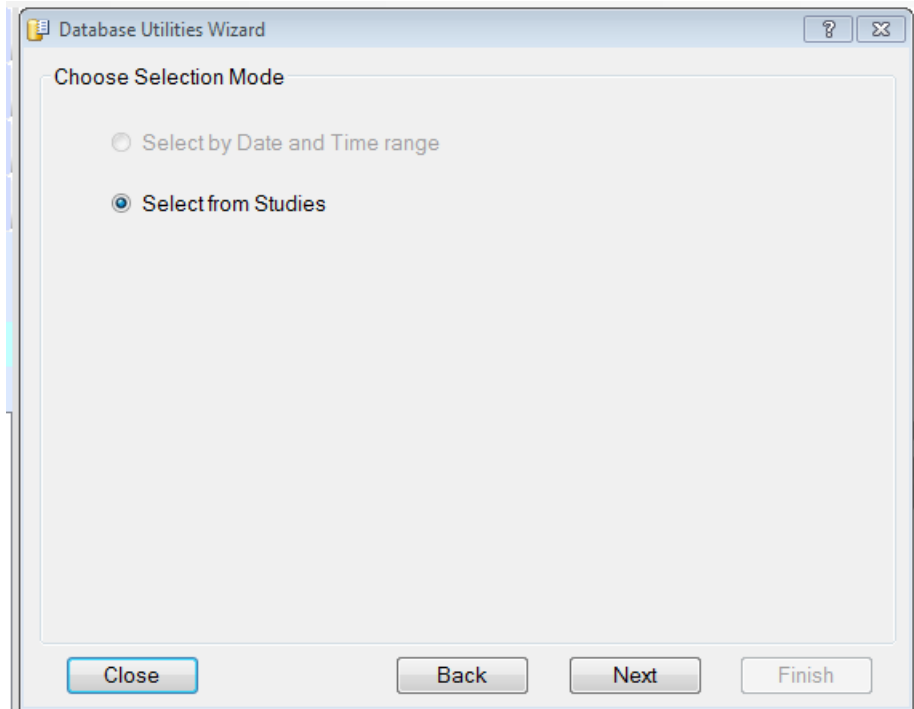 Database Utilities Wizard
?
Choose Selection Mode
Select by Date and Time range
Select from Studies
Close Back Next Finish